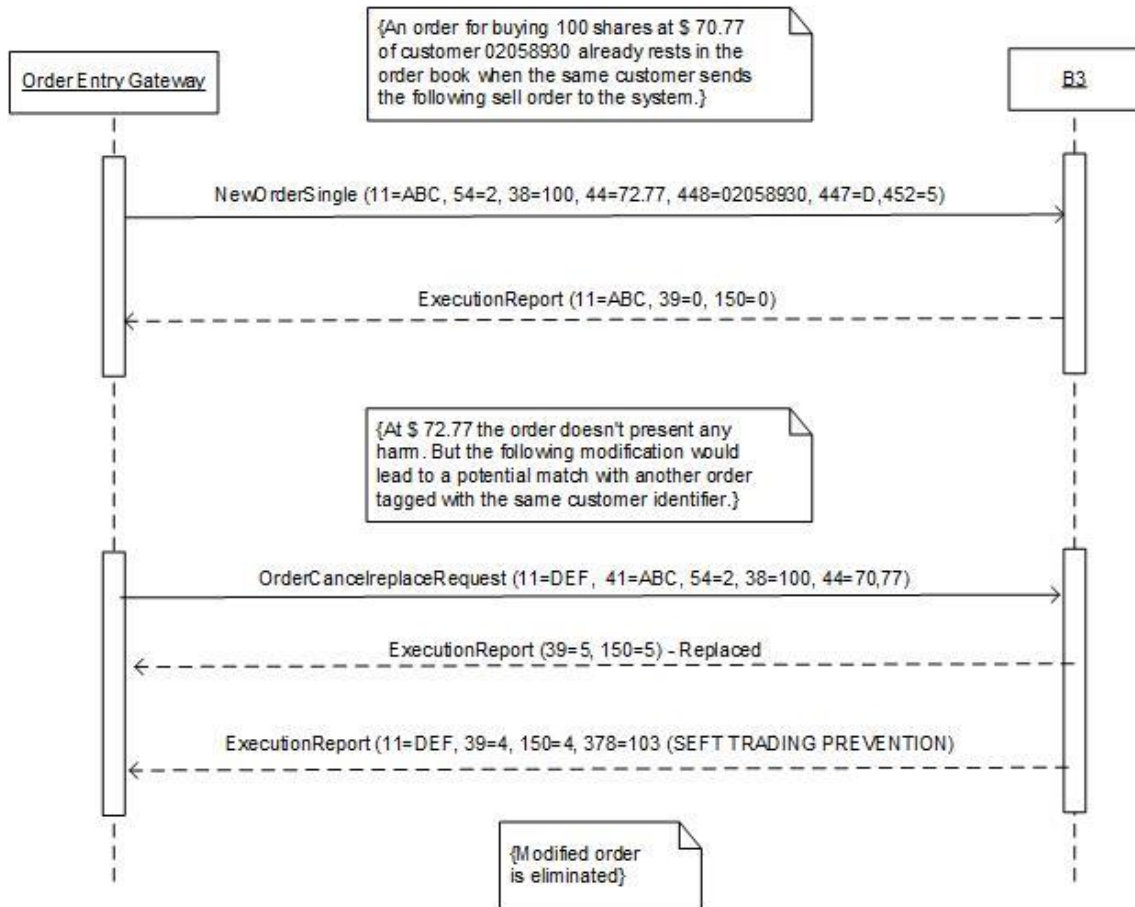 {An order for buying 100 shares at $ 70.77
of customer 02058930 already rests in the
order book when the same customer sends
the following sell order to the system.}
Order Entry Gateway
B3
NewOrderSingle (11=ABC, 54=2, 38=100, 44=72.77, 448=02058930, 447=D,452=5)
ExecutionReport (11=ABC, 39=0, 150=0)
{At $ 72.77 the order doesn't present any
harm. But the following modification would
lead to a potential match with another order
tagged with the same customer identifier.}
OrderCancelreplaceRequest (11=DEF, 41=ABC, 54=2, 38=100, 44=70,77)
ExecutionReport (39=5, 150=5) - Replaced
ExecutionReport (11=DEF, 39=4, 150=4, 378=103 (SEFT TRADING PREVENTION)
{Modified order
is eliminated}